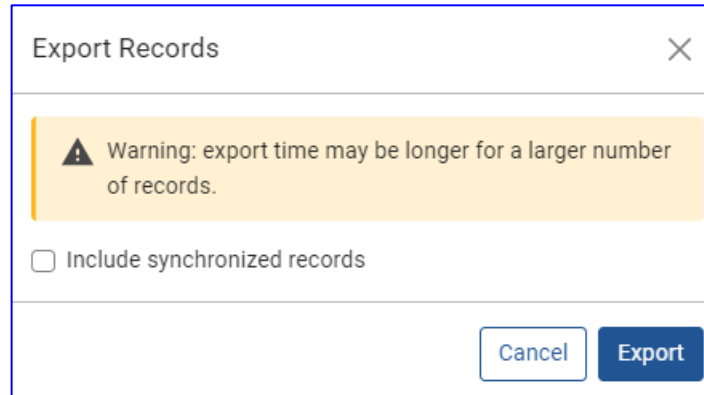 Export Records
Warning: export time may be longer for a larger number
of records.
Include synchronized records
Cancel
Export